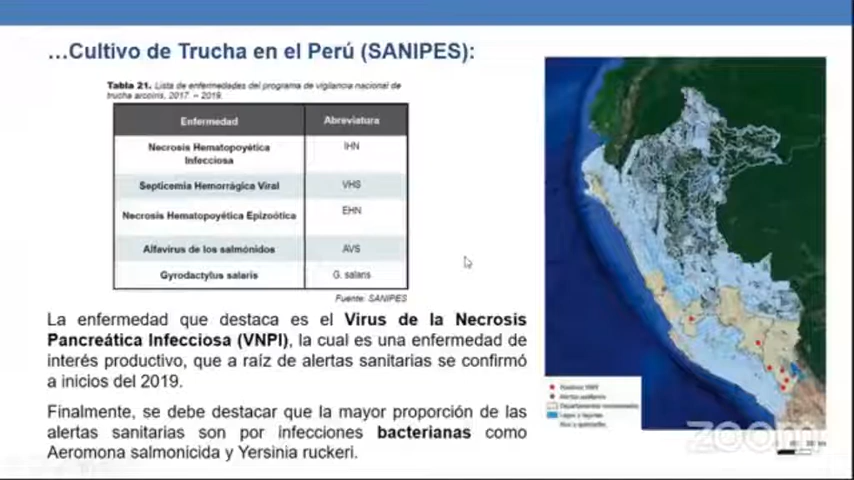 ...Cultivo de Trucha en el Perú (SANIPES):
Tabla 21. Lista de enfermedades del programa de vigilancia nacional de
trucha arcoíris, 2017 – 2019.
Enfermedad Abreviatura
Necrosis Hematopoyética
Infecciosa
IHN
Septicemia Hemorrágica Viral VHS
Necrosis Hematopoyética Epizoótica EHN
Alfavirus de los salmónidos AVS
Gyrodactylus salaris G. salaris
Fuente: SANIPES
La enfermedad que destaca es el Virus de la Necrosis
Pancreática Infecciosa (VNPI), la cual es una enfermedad de
interés productivo, que a raíz de alertas sanitarias se confirmó
a inicios del 2019.
Finalmente, se debe destacar que la mayor proporción de las
alertas sanitarias son por infecciones bacterianas como
Aeromona salmonicida y Yersinia ruckeri.
Alertas sanitarias
Lagos y lagunas
zoom